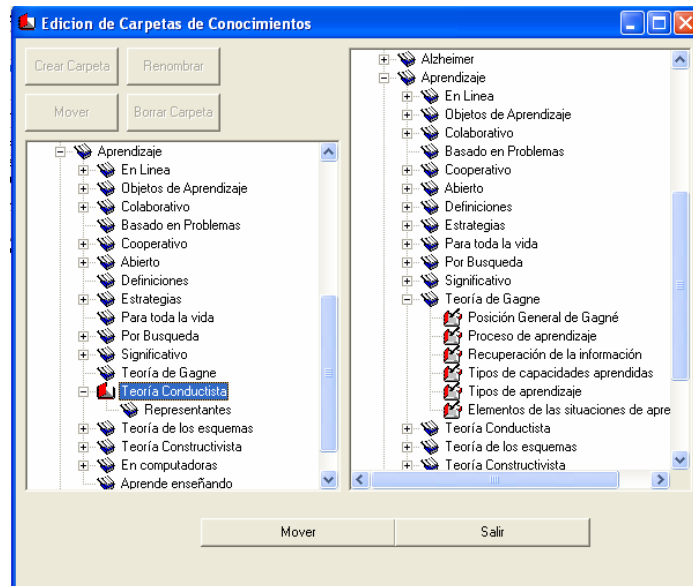 Edicion de Carpetas de Conocimientos
Crear Carpeta
Renombrar
Mover
Borrar Carpeta
Aprendizaje
En Linea
Objetos de Aprendizaje
Colaborativo
Basado en Problemas
Cooperativo
Abierto
Definiciones
Estrategias
Para toda la vida
Por Busqueda
Significativo
Teoría de Gagne
Teoría Conductista
Representantes
Teoría de los esquemas
Teoría Constructivista
En computadoras
Aprende enseñando
Alzheimer
Aprendizaje
En Linea
Objetos de Aprendizaje
Colaborativo
Basado en Problemas
Cooperativo
Abierto
Definiciones
Estrategias
Para toda la vida
Por Busqueda
Significativo
Teoría de Gagne
Posición General de Gagné
Proceso de aprendizaje
Recuperación de la información
Tipos de capacidades aprendidas
Tipos de aprendizaje
Elementos de las situaciones de apre
Teoría Conductista
Teoría de los esquemas
Teoría Constructivista
Mover
Salir